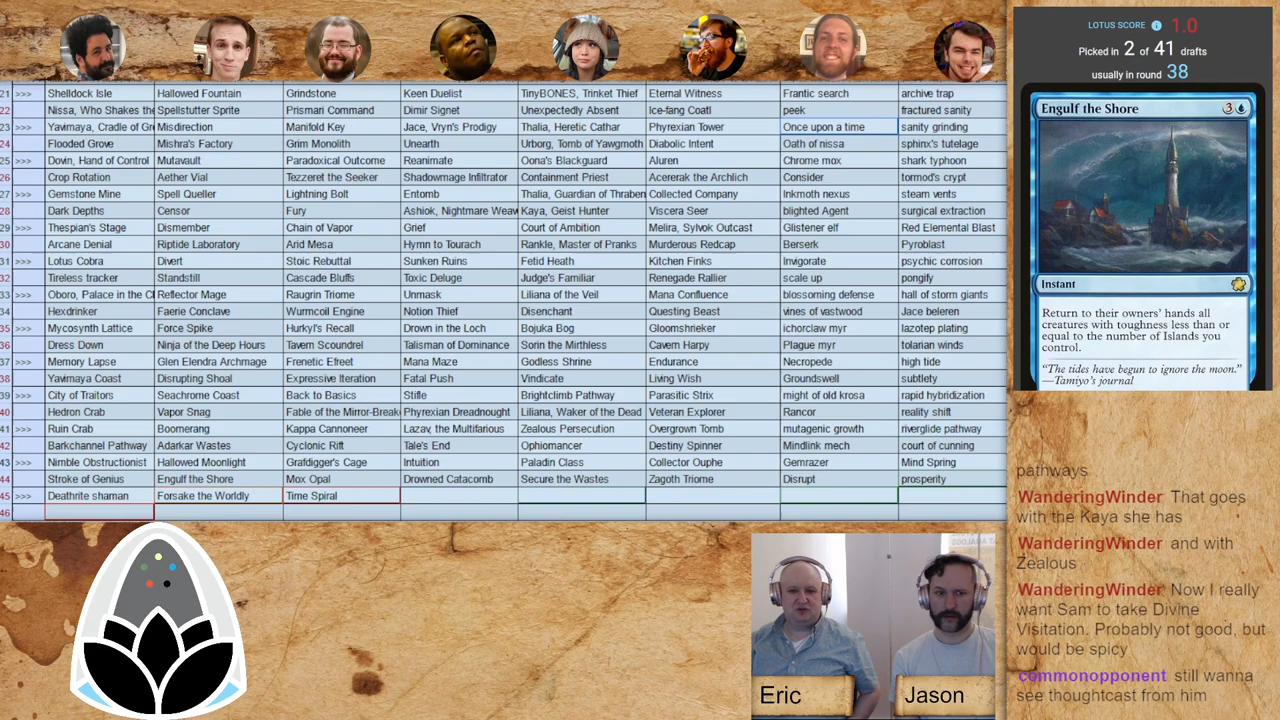 21 >>> Shelldock Isle Hallowed Fountain Grindstone Keen Duelist TinyBONES, Trinket Thief Eternal Witness Frantic search archive trap
22 Nissa, Who Shakes the Spellstutter Sprite Prismari Command Dimir Signet Unexpectedly Absent Ice-fang Coatl peek fractured sanity
23 >>> Yavimaya, Cradle of Gr Misdirection Manifold Key Jace, Vryn's Prodigy Thalia, Heretic Cathar Phyrexian Tower Once upon a time sanity grinding
24 Flooded Grove Mishra's Factory Grim Monolith Unearth Urborg, Tomb of Yawgmoth Diabolic Intent Oath of nissa sphinx's tutelage
25 >>> Dovin, Hand of Control Mutavault Paradoxical Outcome Reanimate Oona's Blackguard Aluren Chrome mox shark typhoon
26 Crop Rotation Aether Vial Tezzeret the Seeker Shadowmage Infiltrator Containment Priest Acererak the Archlich Consider tormod's crypt
27 >>> Gemstone Mine Spell Queller Lightning Bolt Entomb Thalia, Guardian of Thraben Collected Company Inkmoth nexus steam vents
28 Dark Depths Censor Fury Ashiok, Nightmare Weav Kaya, Geist Hunter Viscera Seer blighted Agent surgical extraction
29 >>> Thespian's Stage Dismember Chain of Vapor Grief Court of Ambition Melira, Sylvok Outcast Glistener elf Red Elemental Blast
30 Arcane Denial Riptide Laboratory Arid Mesa Hymn to Tourach Rankle, Master of Pranks Murderous Redcap Berserk Pyroblast
31 >>> Lotus Cobra Divert Stoic Rebuttal Sunken Ruins Fetid Heath Kitchen Finks Invigorate psychic corrosion
32 Tireless tracker Standstill Cascade Bluffs Toxic Deluge Judge's Familiar Renegade Rallier scale up pongify
33 >>> Oboro, Palace in the Cl Reflector Mage Raugrin Triome Unmask Liliana of the Veil Mana Confluence blossoming defense hall of storm giants
34 Hexdrinker Faerie Conclave Wurmcoil Engine Notion Thief Disenchant Questing Beast vines of vastwood Jace beleren
35 >>> Mycosynth Lattice Force Spike Hurkyl's Recall Drown in the Loch Bojuka Bog Gloomshrieker ichorclaw myr lazotep plating
36 Dress Down Ninja of the Deep Hours Tavern Scoundrel Talisman of Dominance Sorin the Mirthless Cavern Harpy Plague myr tolarian winds
37 >>> Memory Lapse Glen Elendra Archmage Frenetic Efreet Mana Maze Godless Shrine Endurance Necropede high tide
38 Yavimaya Coast Disrupting Shoal Expressive Iteration Fatal Push Vindicate Living Wish Groundswell subtlety
39 >>> City of Traitors Seachrome Coast Back to Basics Stifle Brightclimb Pathway Parasitic Strix might of old krosa rapid hybridization
40 Hedron Crab Vapor Snag Fable of the Mirror-Break Phyrexian Dreadnought Liliana, Waker of the Dead Veteran Explorer Rancor reality shift
41 >>> Ruin Crab Boomerang Kappa Cannoneer Lazav, the Multifarious Zealous Persecution Overgrown Tomb mutagenic growth riverglide pathway
42 Barkchannel Pathway Adarkar Wastes Cyclonic Rift Tale's End Ophiomancer Destiny Spinner Mindlink mech court of cunning
43 >>> Nimble Obstructionist Hallowed Moonlight Grafdigger's Cage Intuition Paladin Class Collector Ouphe Gemrazer Mind Spring
44 Stroke of Genius Engulf the Shore Mox Opal Drowned Catacomb Secure the Wastes Zagoth Triome Disrupt prosperity
45 >>> Deathrite shaman Forsake the Worldly Time Spiral
46
LOTUS SCORE 1.0
Picked in 2 of 41 drafts
usually in round 38
Engulf the Shore 3
Instant
Return to their owners' hands all
creatures with toughness less than or
equal to the number of Islands you
control.
"The tides have begun to ignore the moon."
—Tamiyo's journal
pathways
WanderingWinder That goes
with the Kaya she has
WanderingWinder and with
Zealous
WanderingWinder Now I really
want Sam to take Divine
Visitation. Probably not good, but
would be spicy
commonopponent still wanna
see thoughtcast from him
Eric
Jason